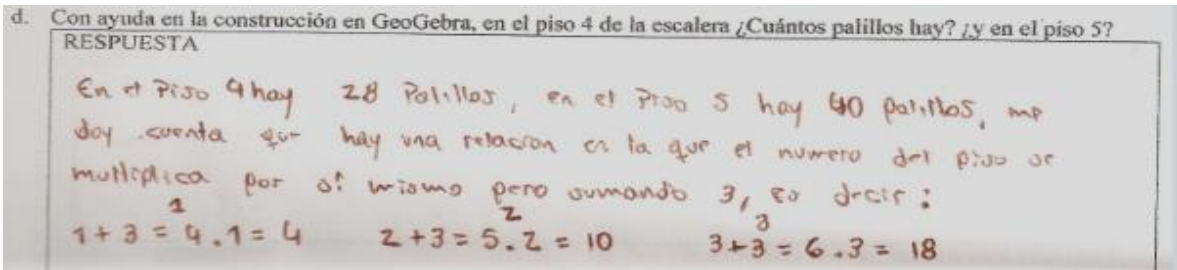 d. Con ayuda en la construcción en GeoGebra, en el piso 4 de la escalera ¿Cuántos palillos hay? ¿y en el piso 5?
RESPUESTA
En el Piso 4 hay 28 Palillos, en el Piso 5 hay 40 palillos, me
doy cuenta que hay una relacion en la que el numero del piso se
multiplica por si mismo pero sumando 3, es decir:
1 2 3
1+3=4.1=4 2+3=5.2=10 3+3=6.3=18